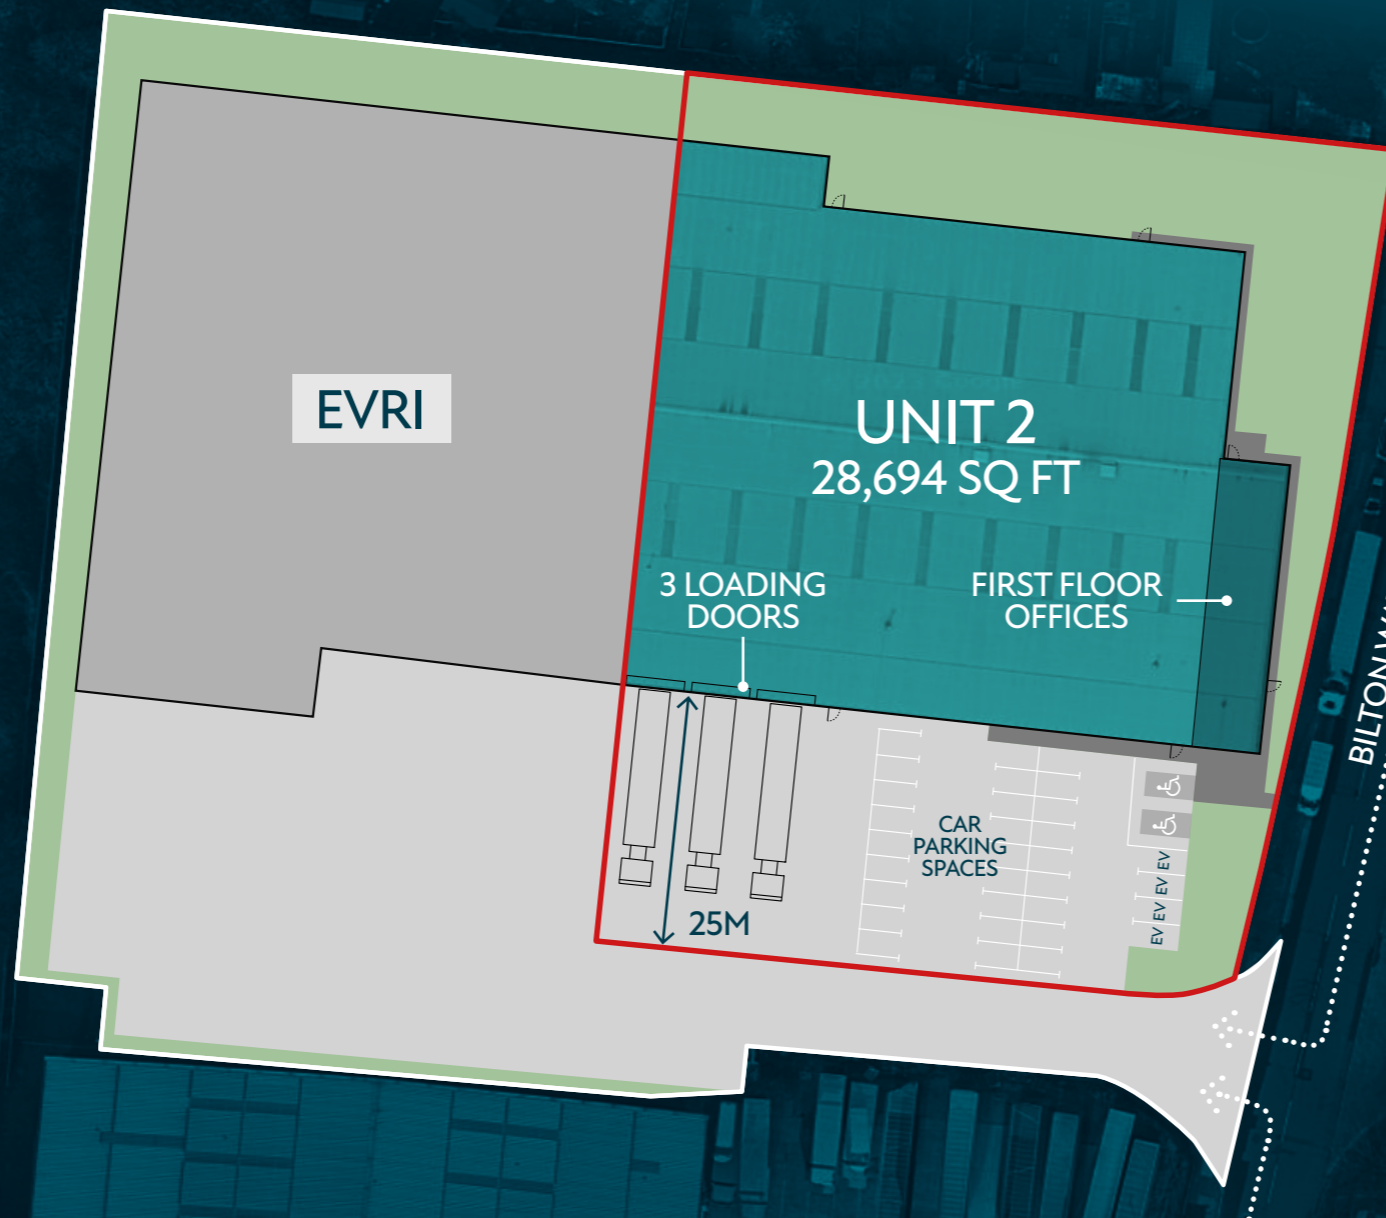 EVRI
UNIT 2
28,694 SQ FT
3 LOADING
DOORS
FIRST FLOOR
OFFICES
CAR
PARKING
SPACES
25M
EV EV EV EV
BILTON